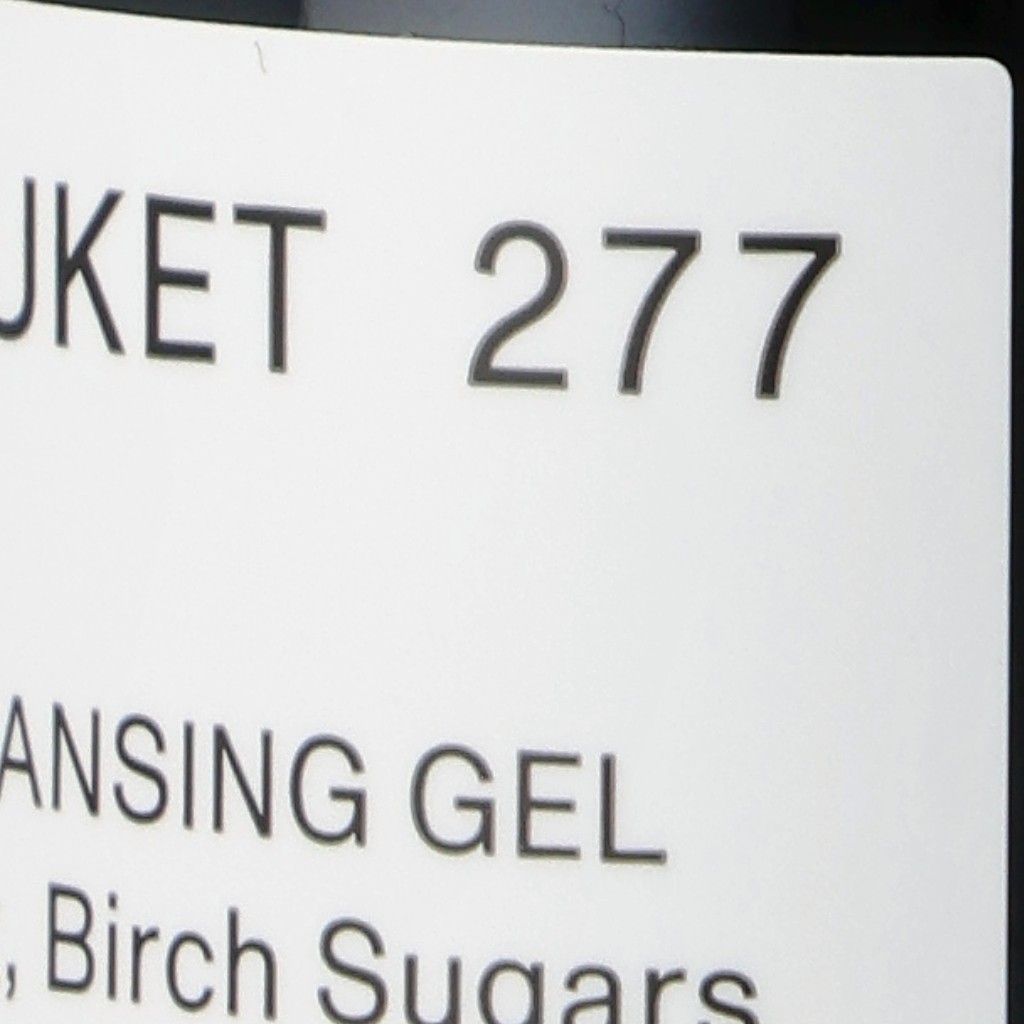 UKET 277
ANSING GEL
, Birch Sugars